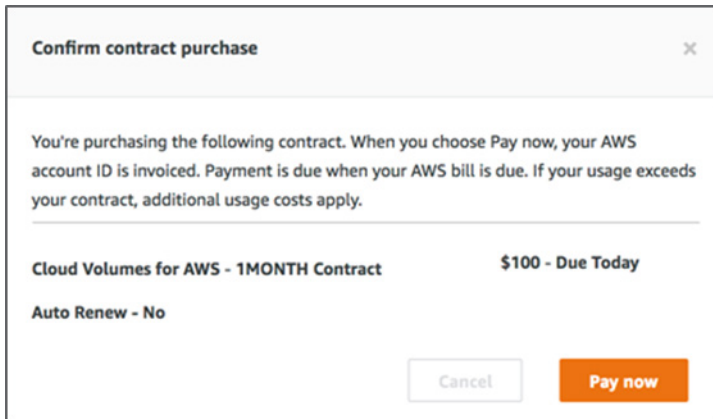 Confirm contract purchase
×
You're purchasing the following contract. When you choose Pay now, your AWS
account ID is invoiced. Payment is due when your AWS bill is due. If your usage exceeds
your contract, additional usage costs apply.
Cloud Volumes for AWS - 1MONTH Contract $100 - Due Today
Auto Renew - No
Cancel Pay now